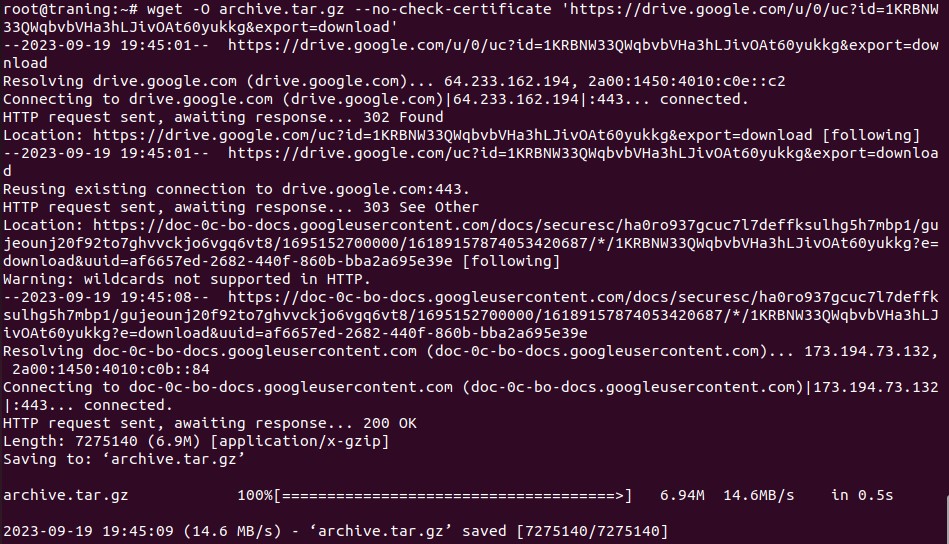 root@traning:~# wget -O archive.tar.gz --no-check-certificate 'https://drive.google.com/u/0/uc?id=1KRBNW
33QWqbvbVHa3hLJivOAt60yukkg&export=download'
--2023-09-19 19:45:01--  https://drive.google.com/u/0/uc?id=1KRBNW33QWqbvbVHa3hLJivOAt60yukkg&export=dow
nload
Resolving drive.google.com (drive.google.com)... 64.233.162.194, 2a00:1450:4010:c0e::c2
Connecting to drive.google.com (drive.google.com)|64.233.162.194|:443... connected.
HTTP request sent, awaiting response... 302 Found
Location: https://drive.google.com/uc?id=1KRBNW33QWqbvbVHa3hLJivOAt60yukkg&export=download [following]
--2023-09-19 19:45:01--  https://drive.google.com/uc?id=1KRBNW33QWqbvbVHa3hLJivOAt60yukkg&export=downloa
d
Reusing existing connection to drive.google.com:443.
HTTP request sent, awaiting response... 303 See Other
Location: https://doc-0c-bo-docs.googleusercontent.com/docs/securesc/ha0ro937gcuc7l7deffksulhg5h7mbp1/gu
jeounj20f92to7ghvvckjo6vgq6vt8/1695152700000/16189157874053420687/*/1KRBNW33QWqbvbVHa3hLJivOAt60yukkg?e=
download&uuid=af6657ed-2682-440f-860b-bba2a695e39e [following]
Warning: wildcards not supported in HTTP.
--2023-09-19 19:45:08--  https://doc-0c-bo-docs.googleusercontent.com/docs/securesc/ha0ro937gcuc7l7deffk
sulhg5h7mbp1/gujeounj20f92to7ghvvckjo6vgq6vt8/1695152700000/16189157874053420687/*/1KRBNW33QWqbvbVHa3hLJ
ivOAt60yukkg?e=download&uuid=af6657ed-2682-440f-860b-bba2a695e39e
Resolving doc-0c-bo-docs.googleusercontent.com (doc-0c-bo-docs.googleusercontent.com)... 173.194.73.132,
 2a00:1450:4010:c0b::84
Connecting to doc-0c-bo-docs.googleusercontent.com (doc-0c-bo-docs.googleusercontent.com)|173.194.73.132
|:443... connected.
HTTP request sent, awaiting response... 200 OK
Length: 7275140 (6.9M) [application/x-gzip]
Saving to: ‘archive.tar.gz’
archive.tar.gz            100%[=====================================>]   6.94M  14.6MB/s    in 0.5s
2023-09-19 19:45:09 (14.6 MB/s) - ‘archive.tar.gz’ saved [7275140/7275140]